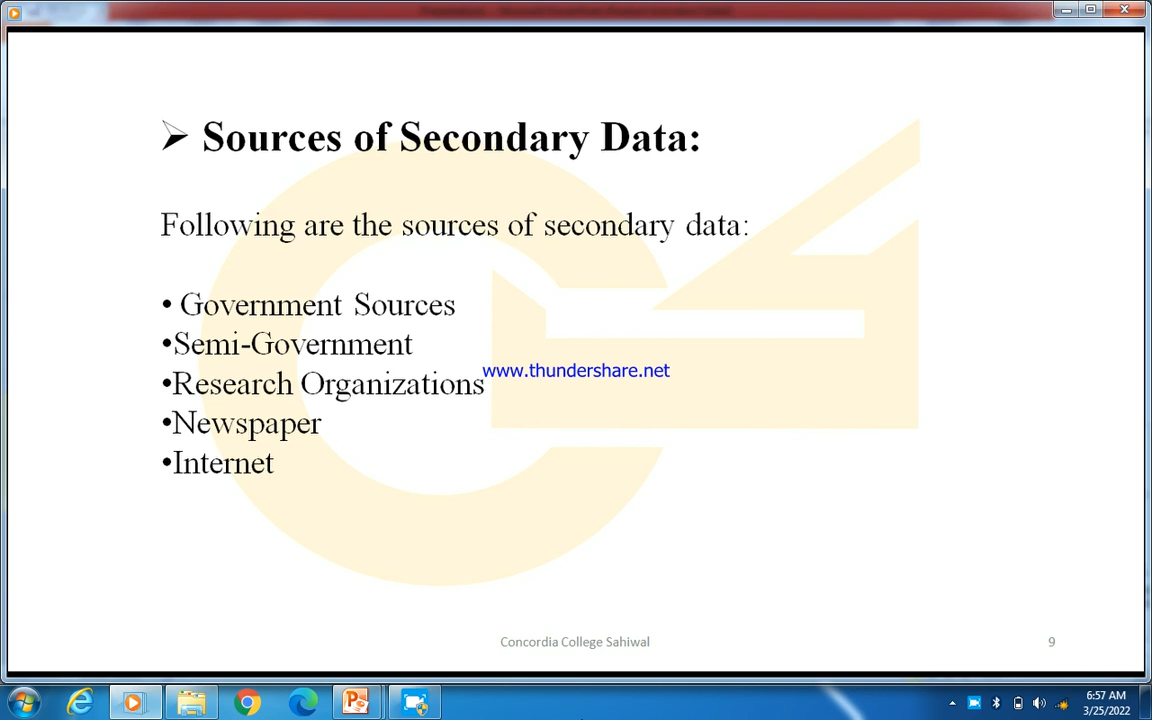 Sources of Secondary Data:
Following are the sources of secondary data:
• Government Sources
•Semi-Government
www.thundershare.net
•Research Organizations
•Newspaper
•Internet
Concordia College Sahiwal
9
6:57 AM
3/25/2022